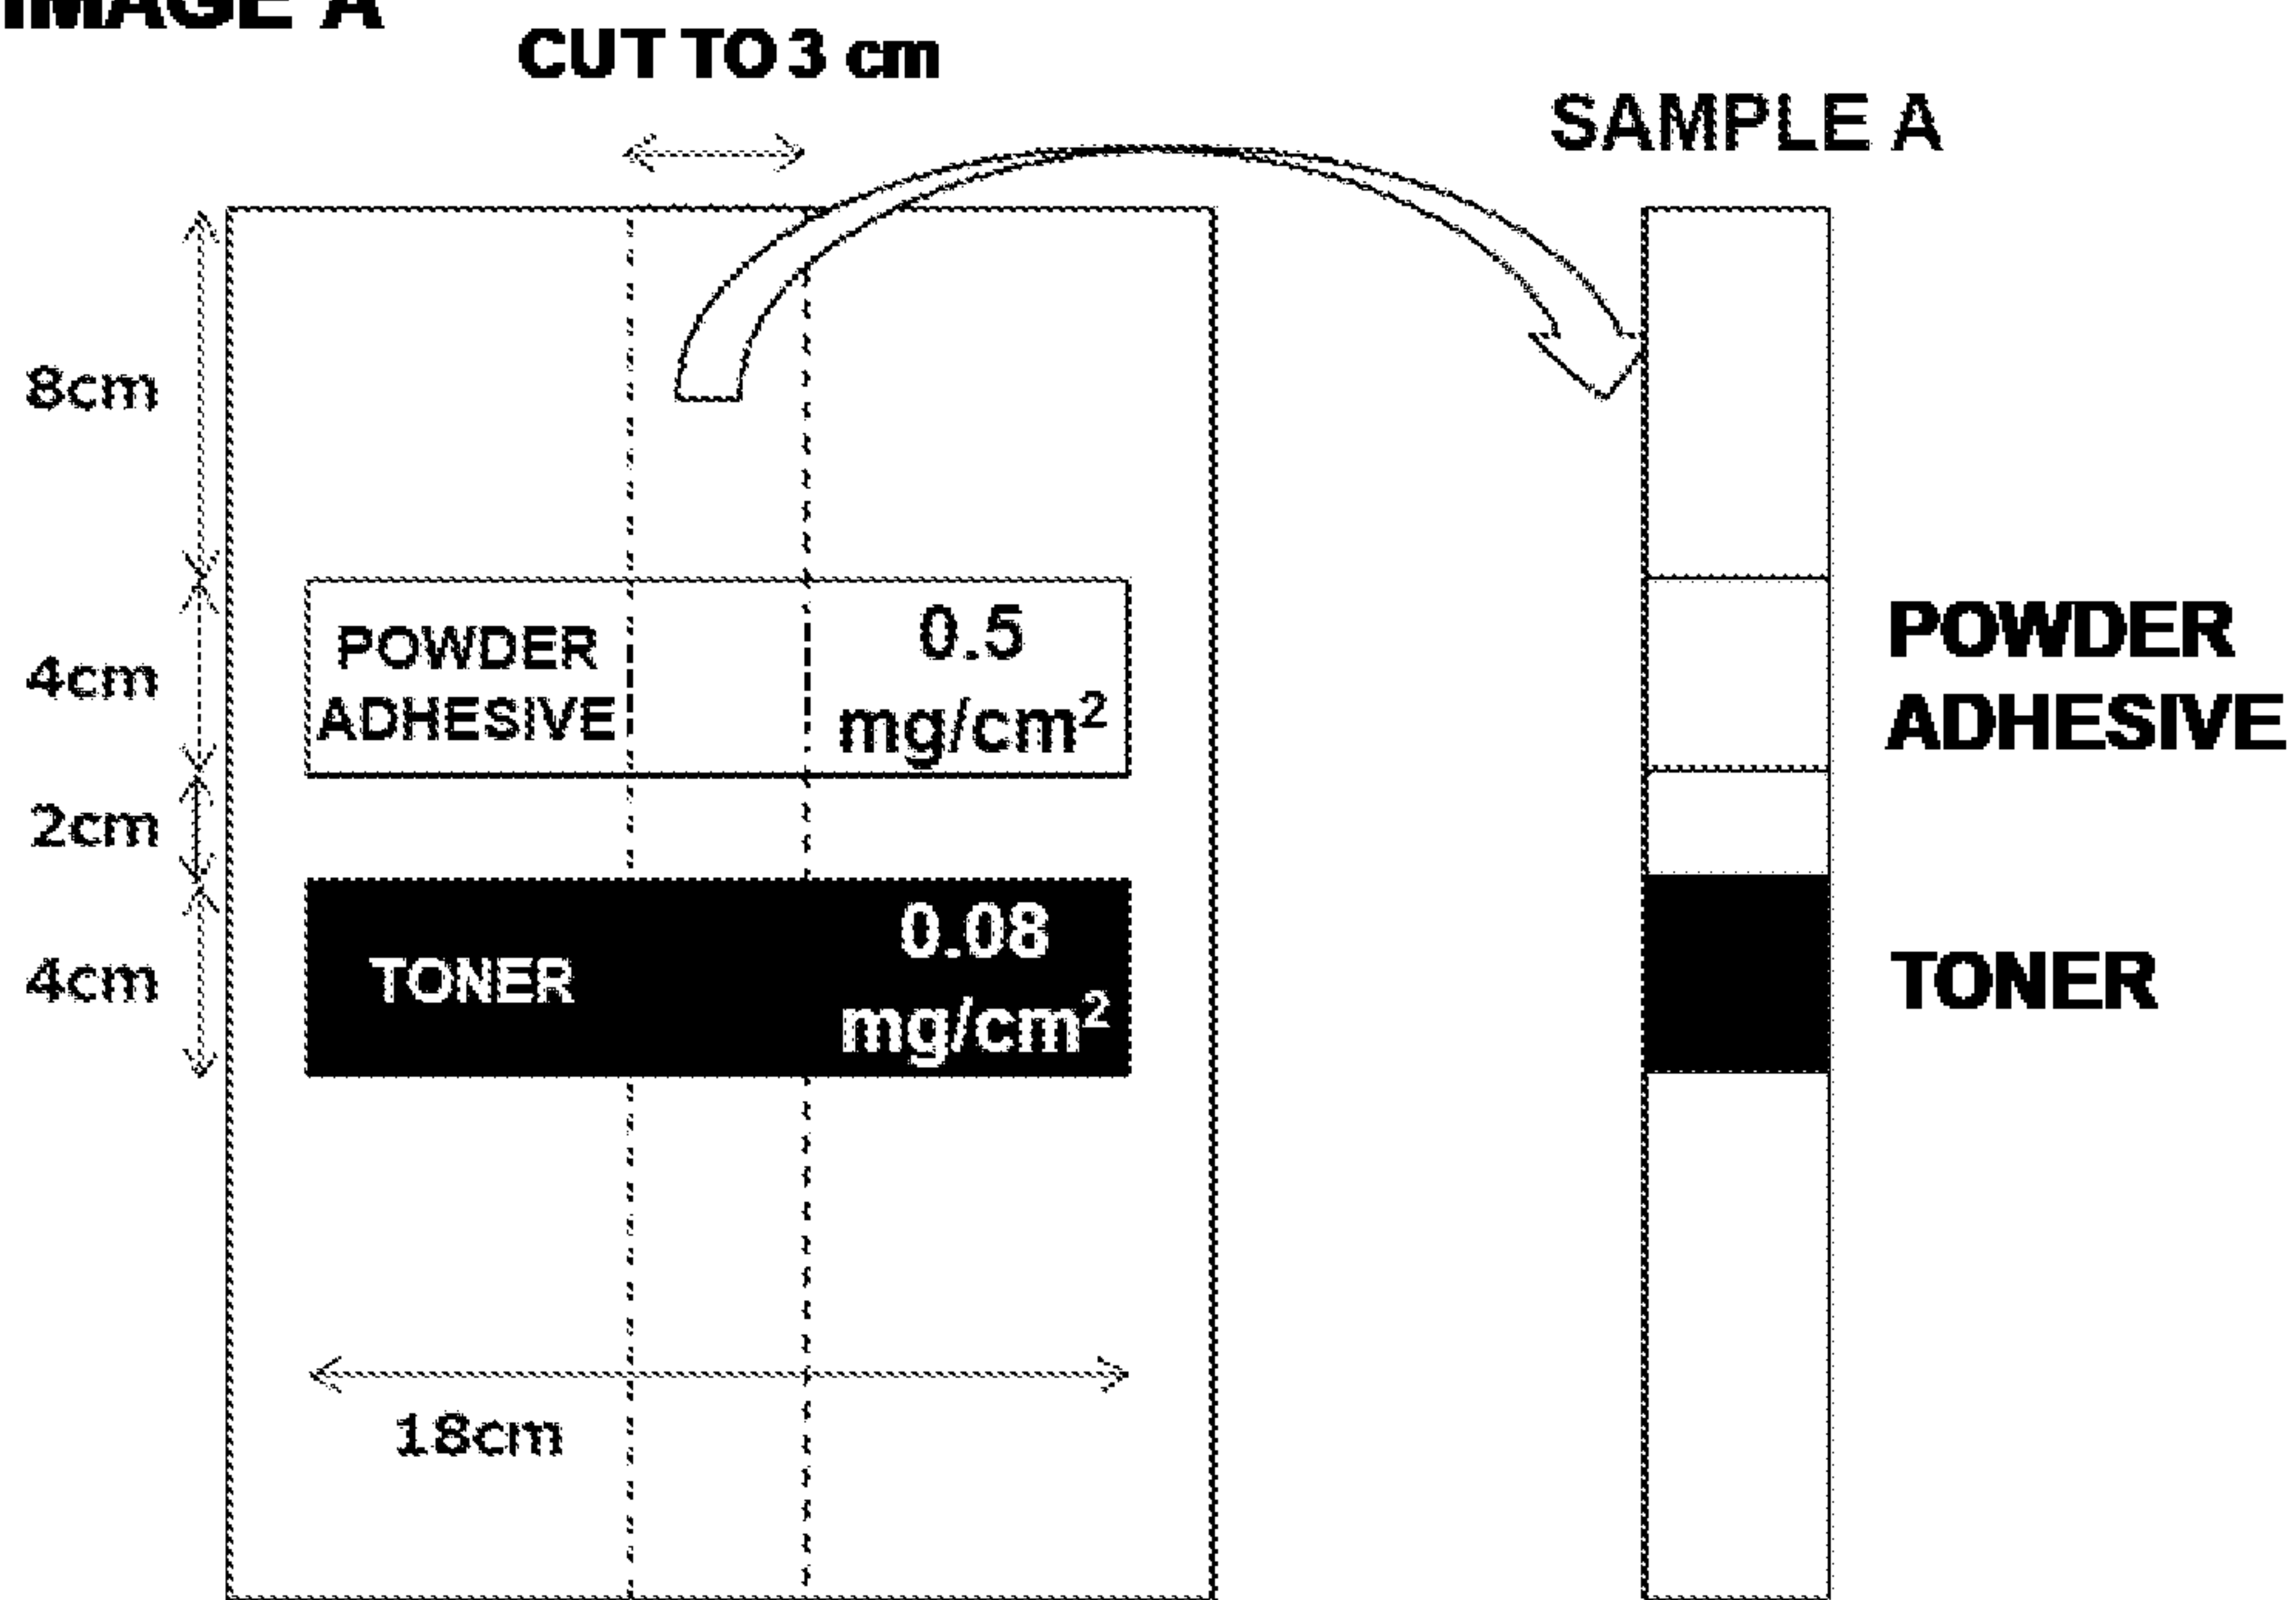 IMAGE A
CUT TO 3 cm
SAMPLE A
8cm
4cm
2cm
4cm
POWDER
ADHESIVE
0.5
mg/cm²
TONER
0.08
mg/cm²
18cm
POWDER
ADHESIVE
TONER